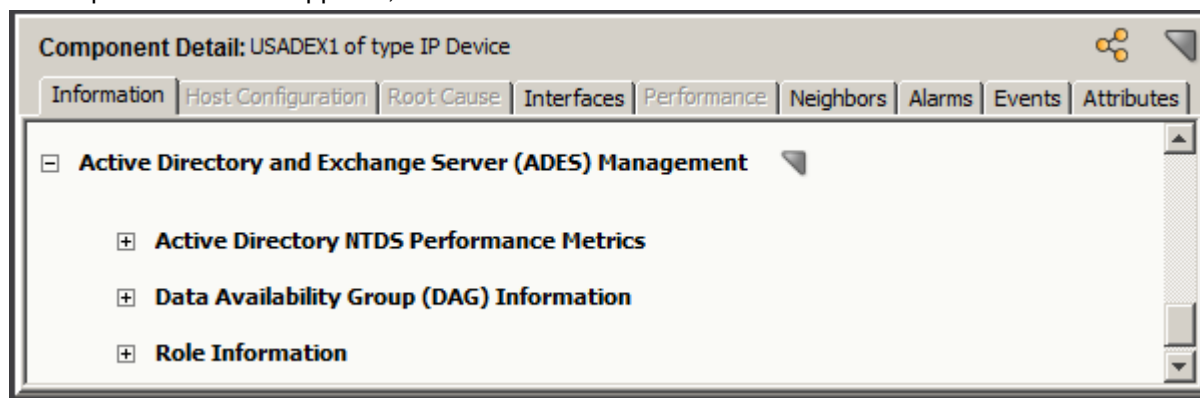 Component Detail: USADEX1 of type IP Device
Information Host Configuration Root Cause Interfaces Performance Neighbors Alarms Events Attributes
Active Directory and Exchange Server (ADES) Management
Active Directory NTDS Performance Metrics
Data Availability Group (DAG) Information
Role Information